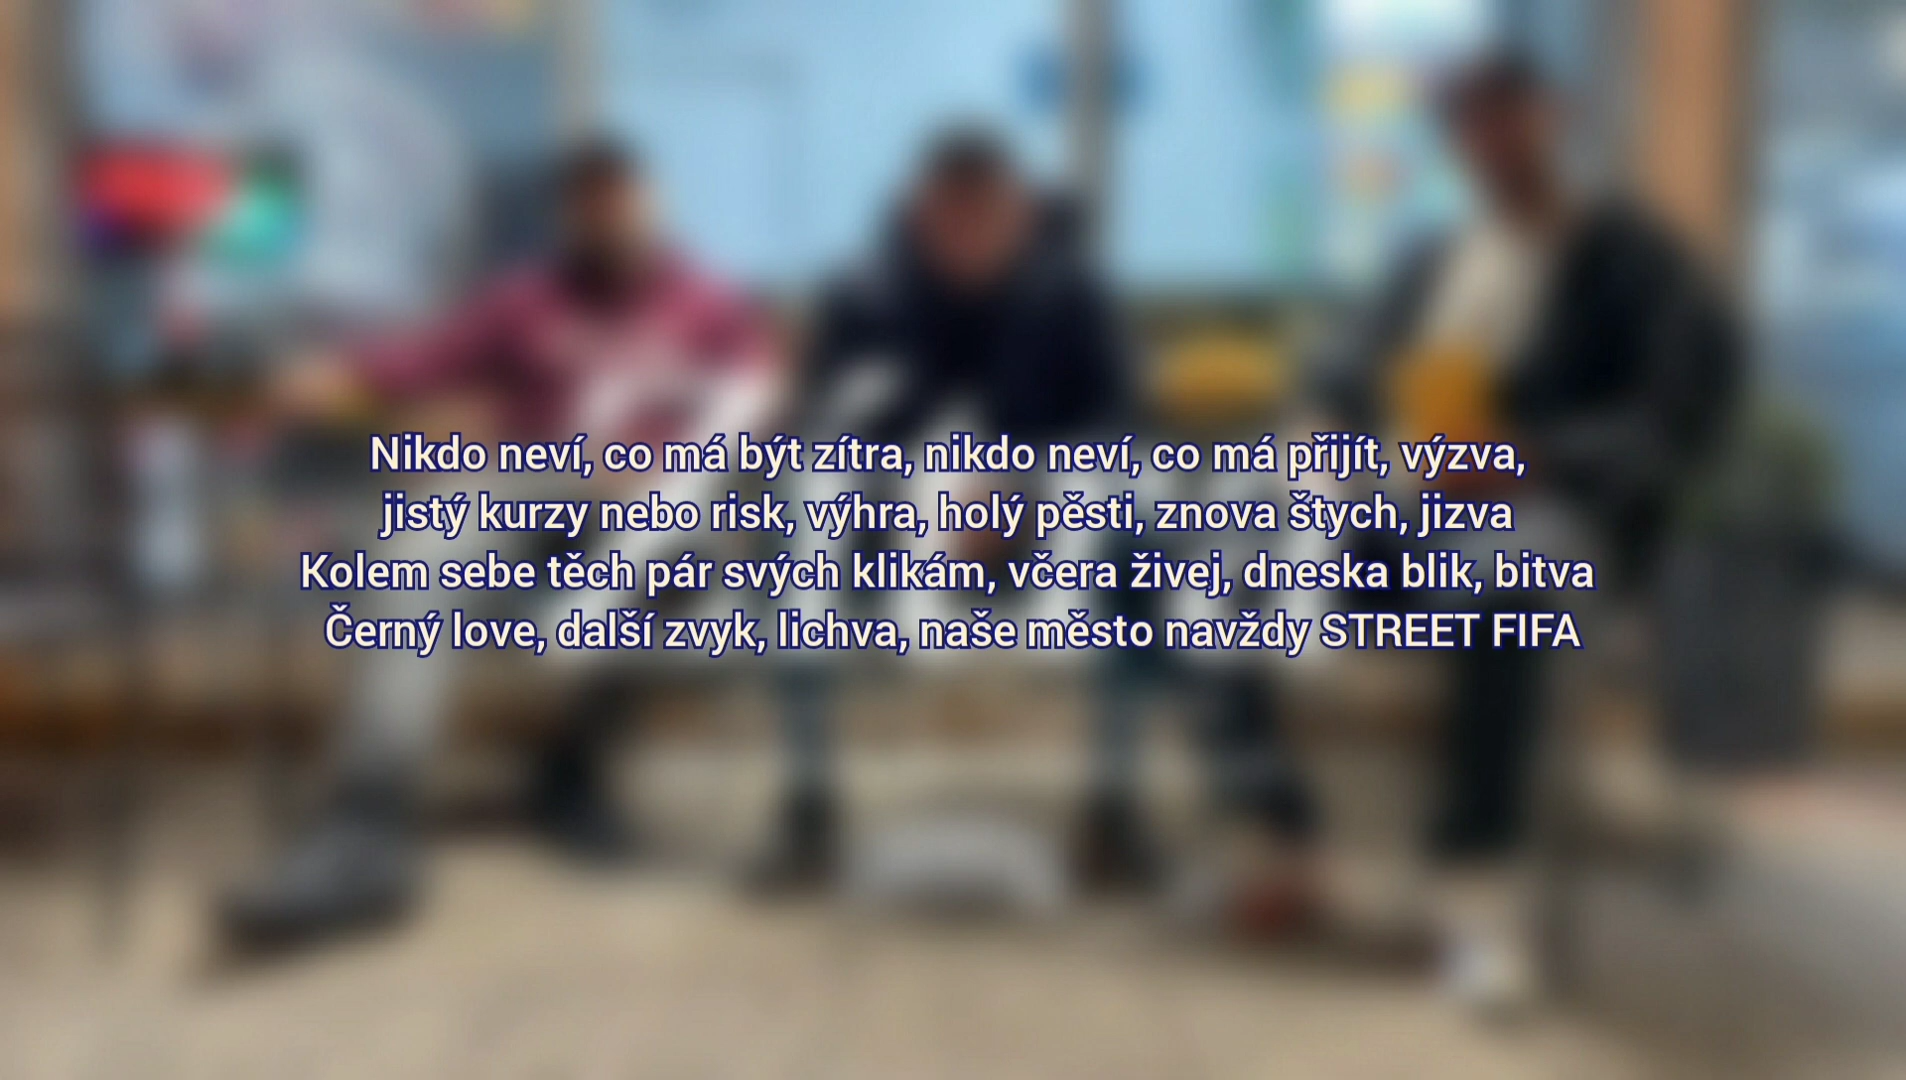 Nikdo neví, co má být zítra, nikdo neví, co má přijít, výzva,
jistý kurzy nebo risk, výhra, holý pěsti, znova štych, jizva
Kolem sebe těch pár svých klikám, včera živej, dneska blik, bitva
Černý love, další zvyk, lichva, naše město navždy STREET FIFA